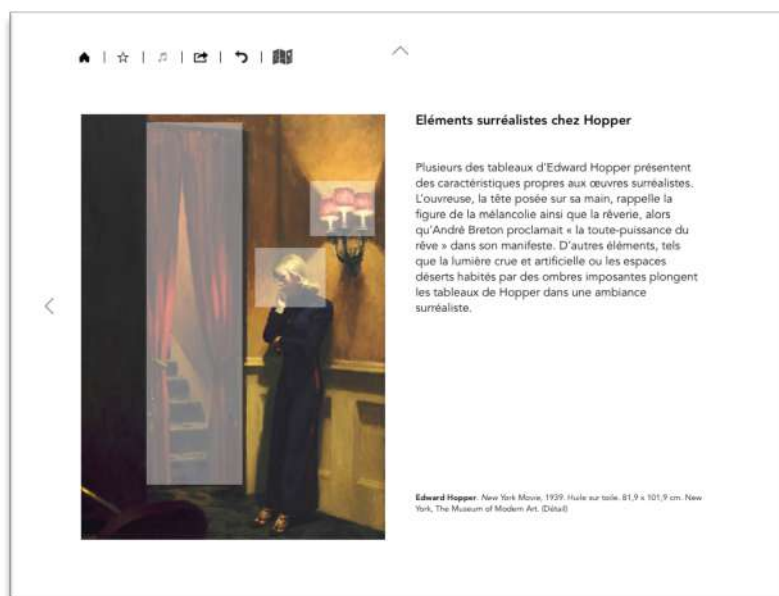 Eléments surréalistes chez Hopper
Plusieurs des tableaux d'Edward Hopper présentent
des caractéristiques propres aux œuvres surréalistes.
L'ouvreuse, la tête posée sur sa main, rappelle la
figure de la mélancolie ainsi que la rêverie, alors
qu'André Breton proclamait « la toute-puissance du
rêve » dans son manifeste. D'autres éléments, tels
que la lumière crue et artificielle ou les espaces
déserts habités par des ombres imposantes plongent
les tableaux de Hopper dans une ambiance
surréaliste.
Edward Hopper. New York Movie, 1939. Huile sur toile. 81,9 x 101,9 cm. New
York, The Museum of Modern Art. (Détail)